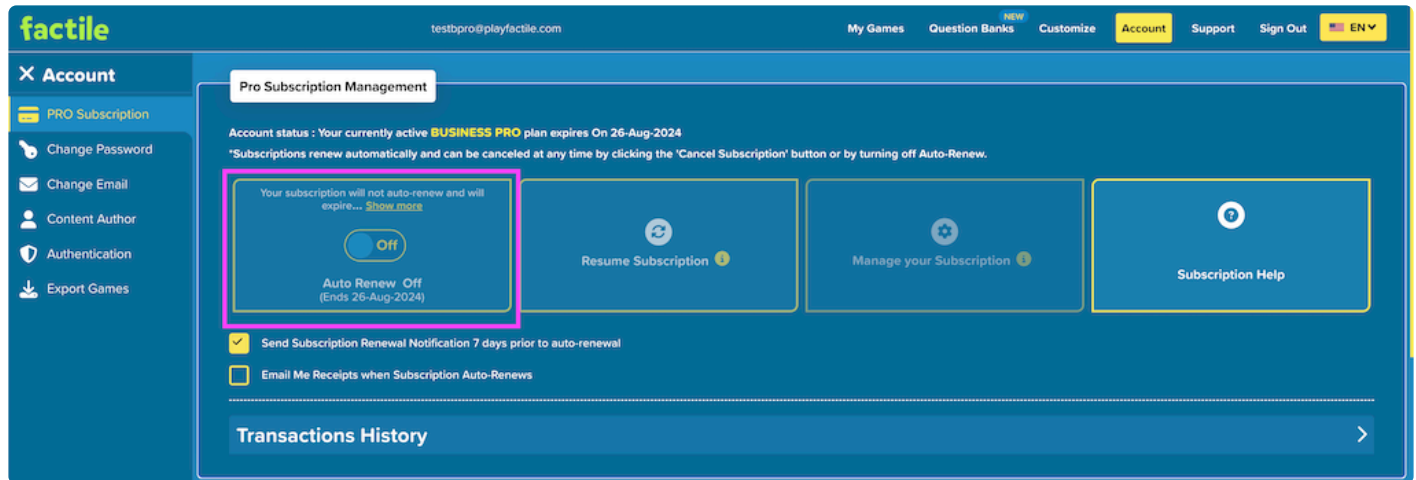 factile
testbpro@playfactile.com
My Games
Question Banks
NEW
Customize
Account
Support
Sign Out
EN
Account
PRO Subscription
Change Password
Change Email
Content Author
Authentication
Export Games
Pro Subscription Management
Account status : Your currently active BUSINESS PRO plan expires On 26-Aug-2024
*Subscriptions renew automatically and can be canceled at any time by clicking the 'Cancel Subscription' button or by turning off Auto-Renew.
Your subscription will not auto-renew and will
expire... Show more
Off
Auto Renew Off
(Ends 26-Aug-2024)
Resume Subscription
Manage your Subscription
Subscription Help
Send Subscription Renewal Notification 7 days prior to auto-renewal
Email Me Receipts when Subscription Auto-Renews
Transactions History